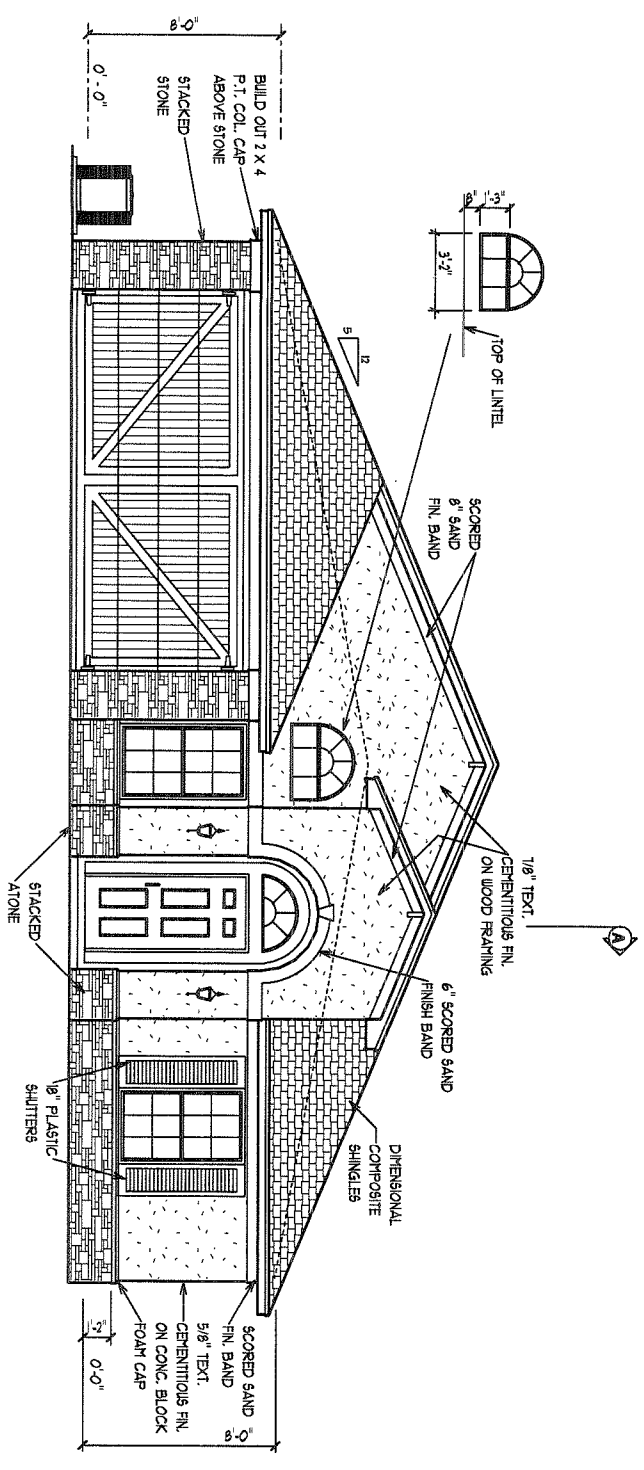 A
TOP OF LINTEL
8"
1'-3"
3'-2"
SCORED
8" SAND
FIN. BAND
7/8" TEXT.
CEMENTITIOUS FIN.
ON WOOD FRAMING
6" SCORED SAND
FINISH BAND
DIMENSIONAL
COMPOSITE
SHINGLES
12
5
8'-0"
0'-0"
BUILD OUT 2 X 4
P.T. COL. CAP
ABOVE STONE
STACKED
STONE
SCORED SAND
FIN. BAND
5/8" TEXT.
CEMENTITIOUS FIN.
ON CONC. BLOCK
FOAM CAP
8'-0"
1'-2"
0'-0"
STACKED
ATONE
18" PLASTIC
SHUTTERS